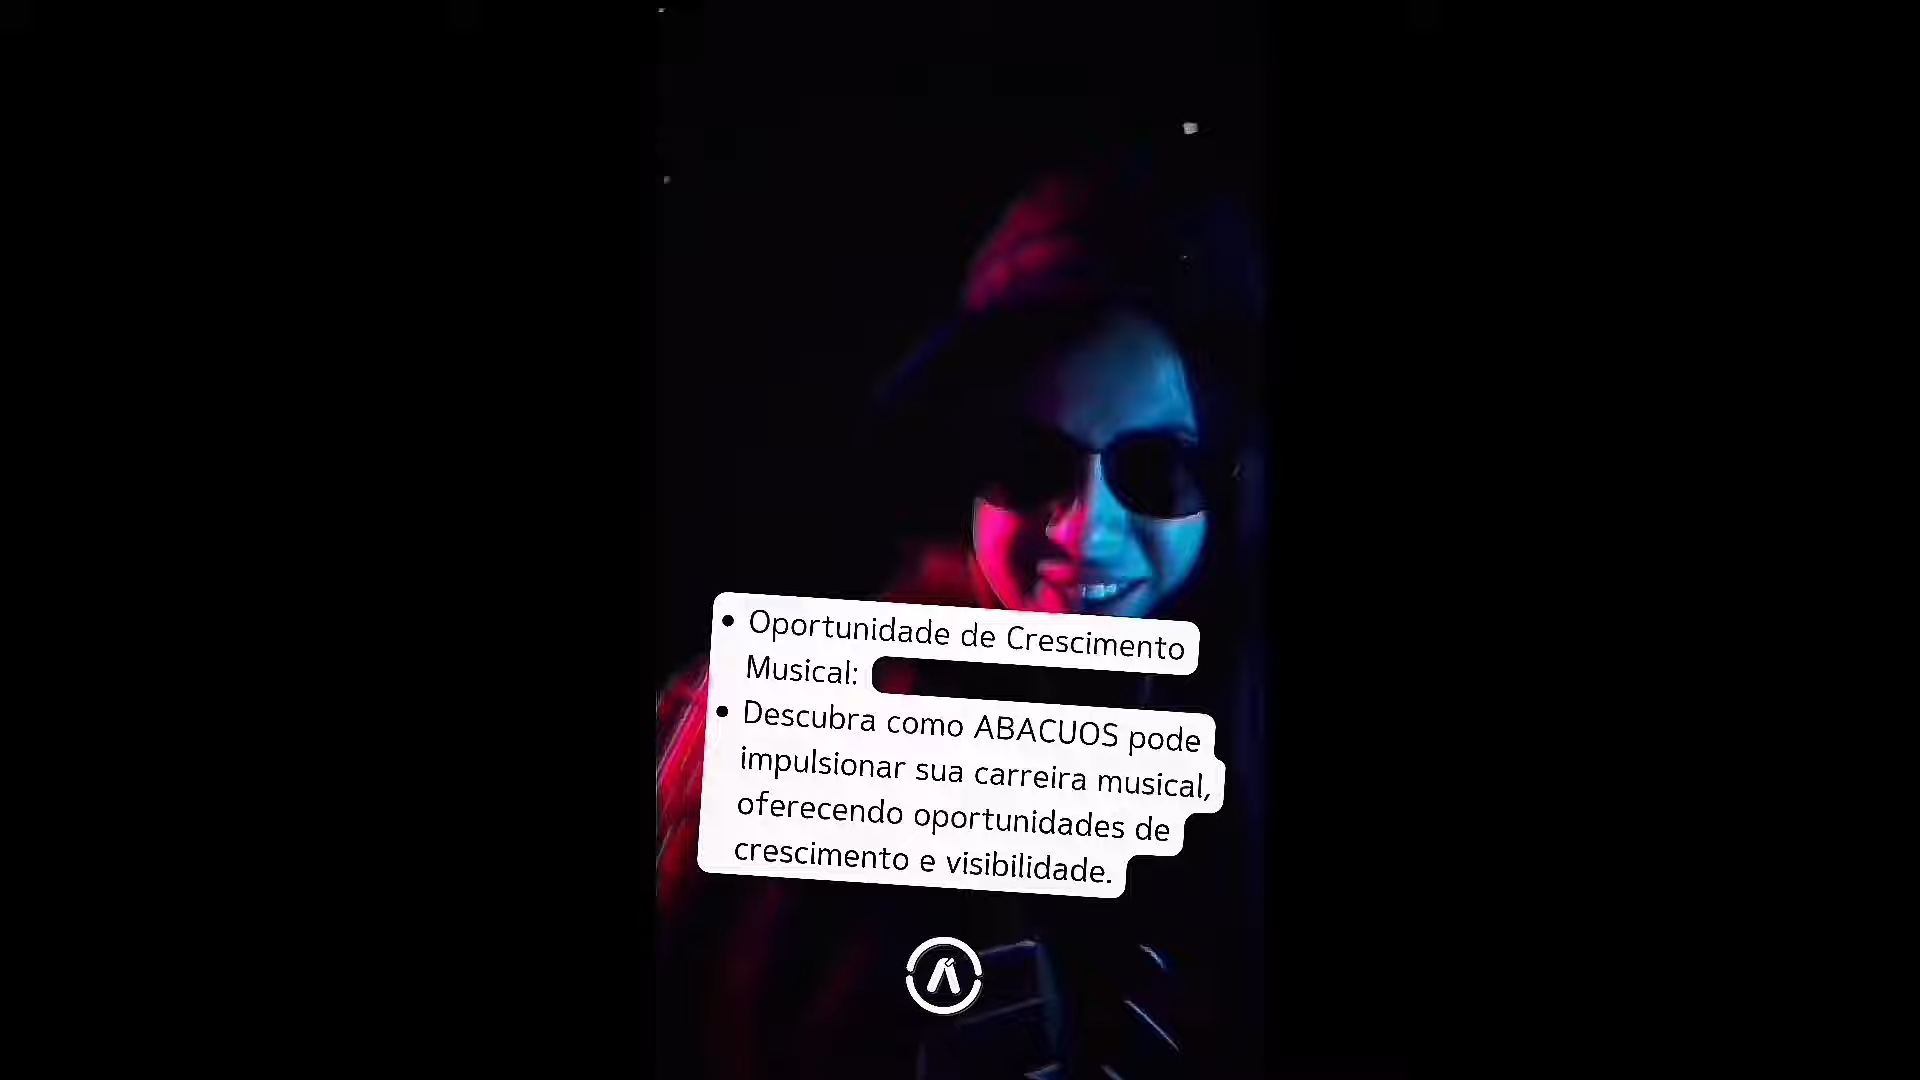 • Oportunidade de Crescimento
Musical:
• Descubra como ABACUOS pode
impulsionar sua carreira musical,
oferecendo oportunidades de
crescimento e visibilidade.